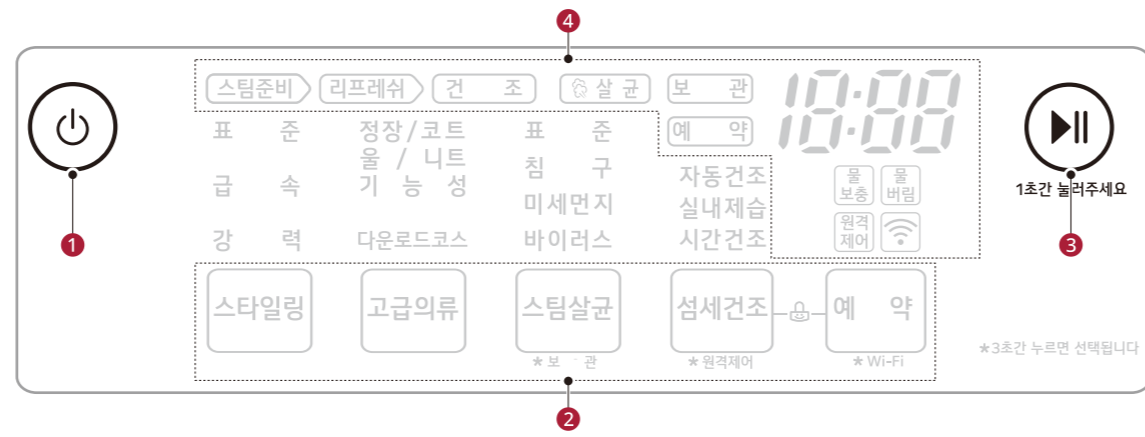 4
스팀준비 리프레쉬 건 조 살균 보 관 18:88
표 준 정장/코트 표 준 예 약
울 / 니트 침 구 자동건조 물보충 물버림
급 속 기 능 성 미세먼지 실내제습 1초간 눌러주세요
강 력 다운로드코스 바이러스 시간건조 원격제어
1 3
스타일링 고급의류 스팀살균 섬세건조 예 약
*보 관 *원격제어 *Wi-Fi *3초간 누르면 선택됩니다
2